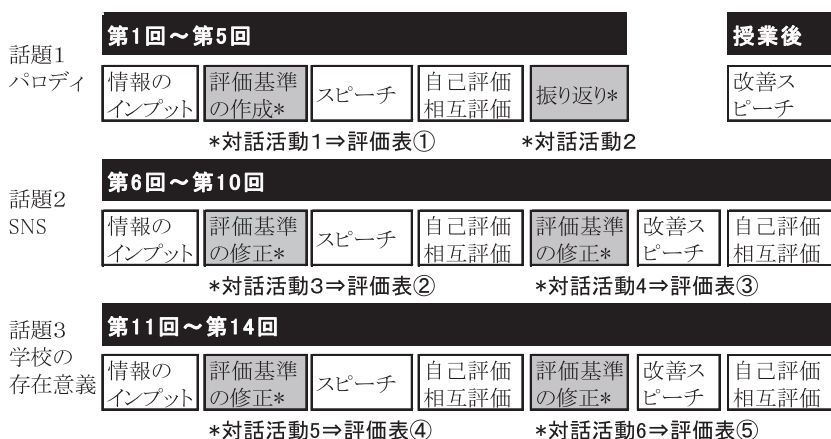 話題1
パロディ
第1回～第5回
授業後
情報の
インプット
評価基準
の作成*
スピーチ
自己評価
相互評価
振り返り*
改善ス
ピーチ
*対話活動1⇒評価表①
*対話活動2
話題2
SNS
第6回～第10回
情報の
インプット
評価基準
の修正*
スピーチ
自己評価
相互評価
評価基準
の修正*
改善ス
ピーチ
自己評価
相互評価
*対話活動3⇒評価表②
*対話活動4⇒評価表③
話題3
学校の
存在意義
第11回～第14回
情報の
インプット
評価基準
の修正*
スピーチ
自己評価
相互評価
評価基準
の修正*
改善ス
ピーチ
自己評価
相互評価
*対話活動5⇒評価表④
*対話活動6⇒評価表⑤